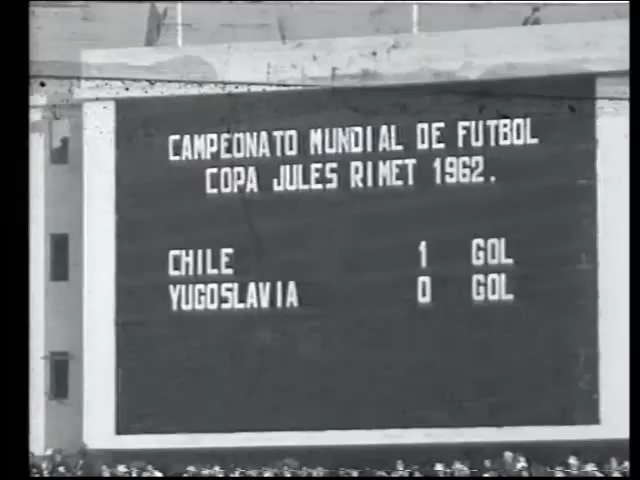 CAMPEONATO MUNDIAL DE FUTBOL
COPA JULES RIMET 1962.
CHILE 1 GOL
YUGOSLAVIA 0 GOL